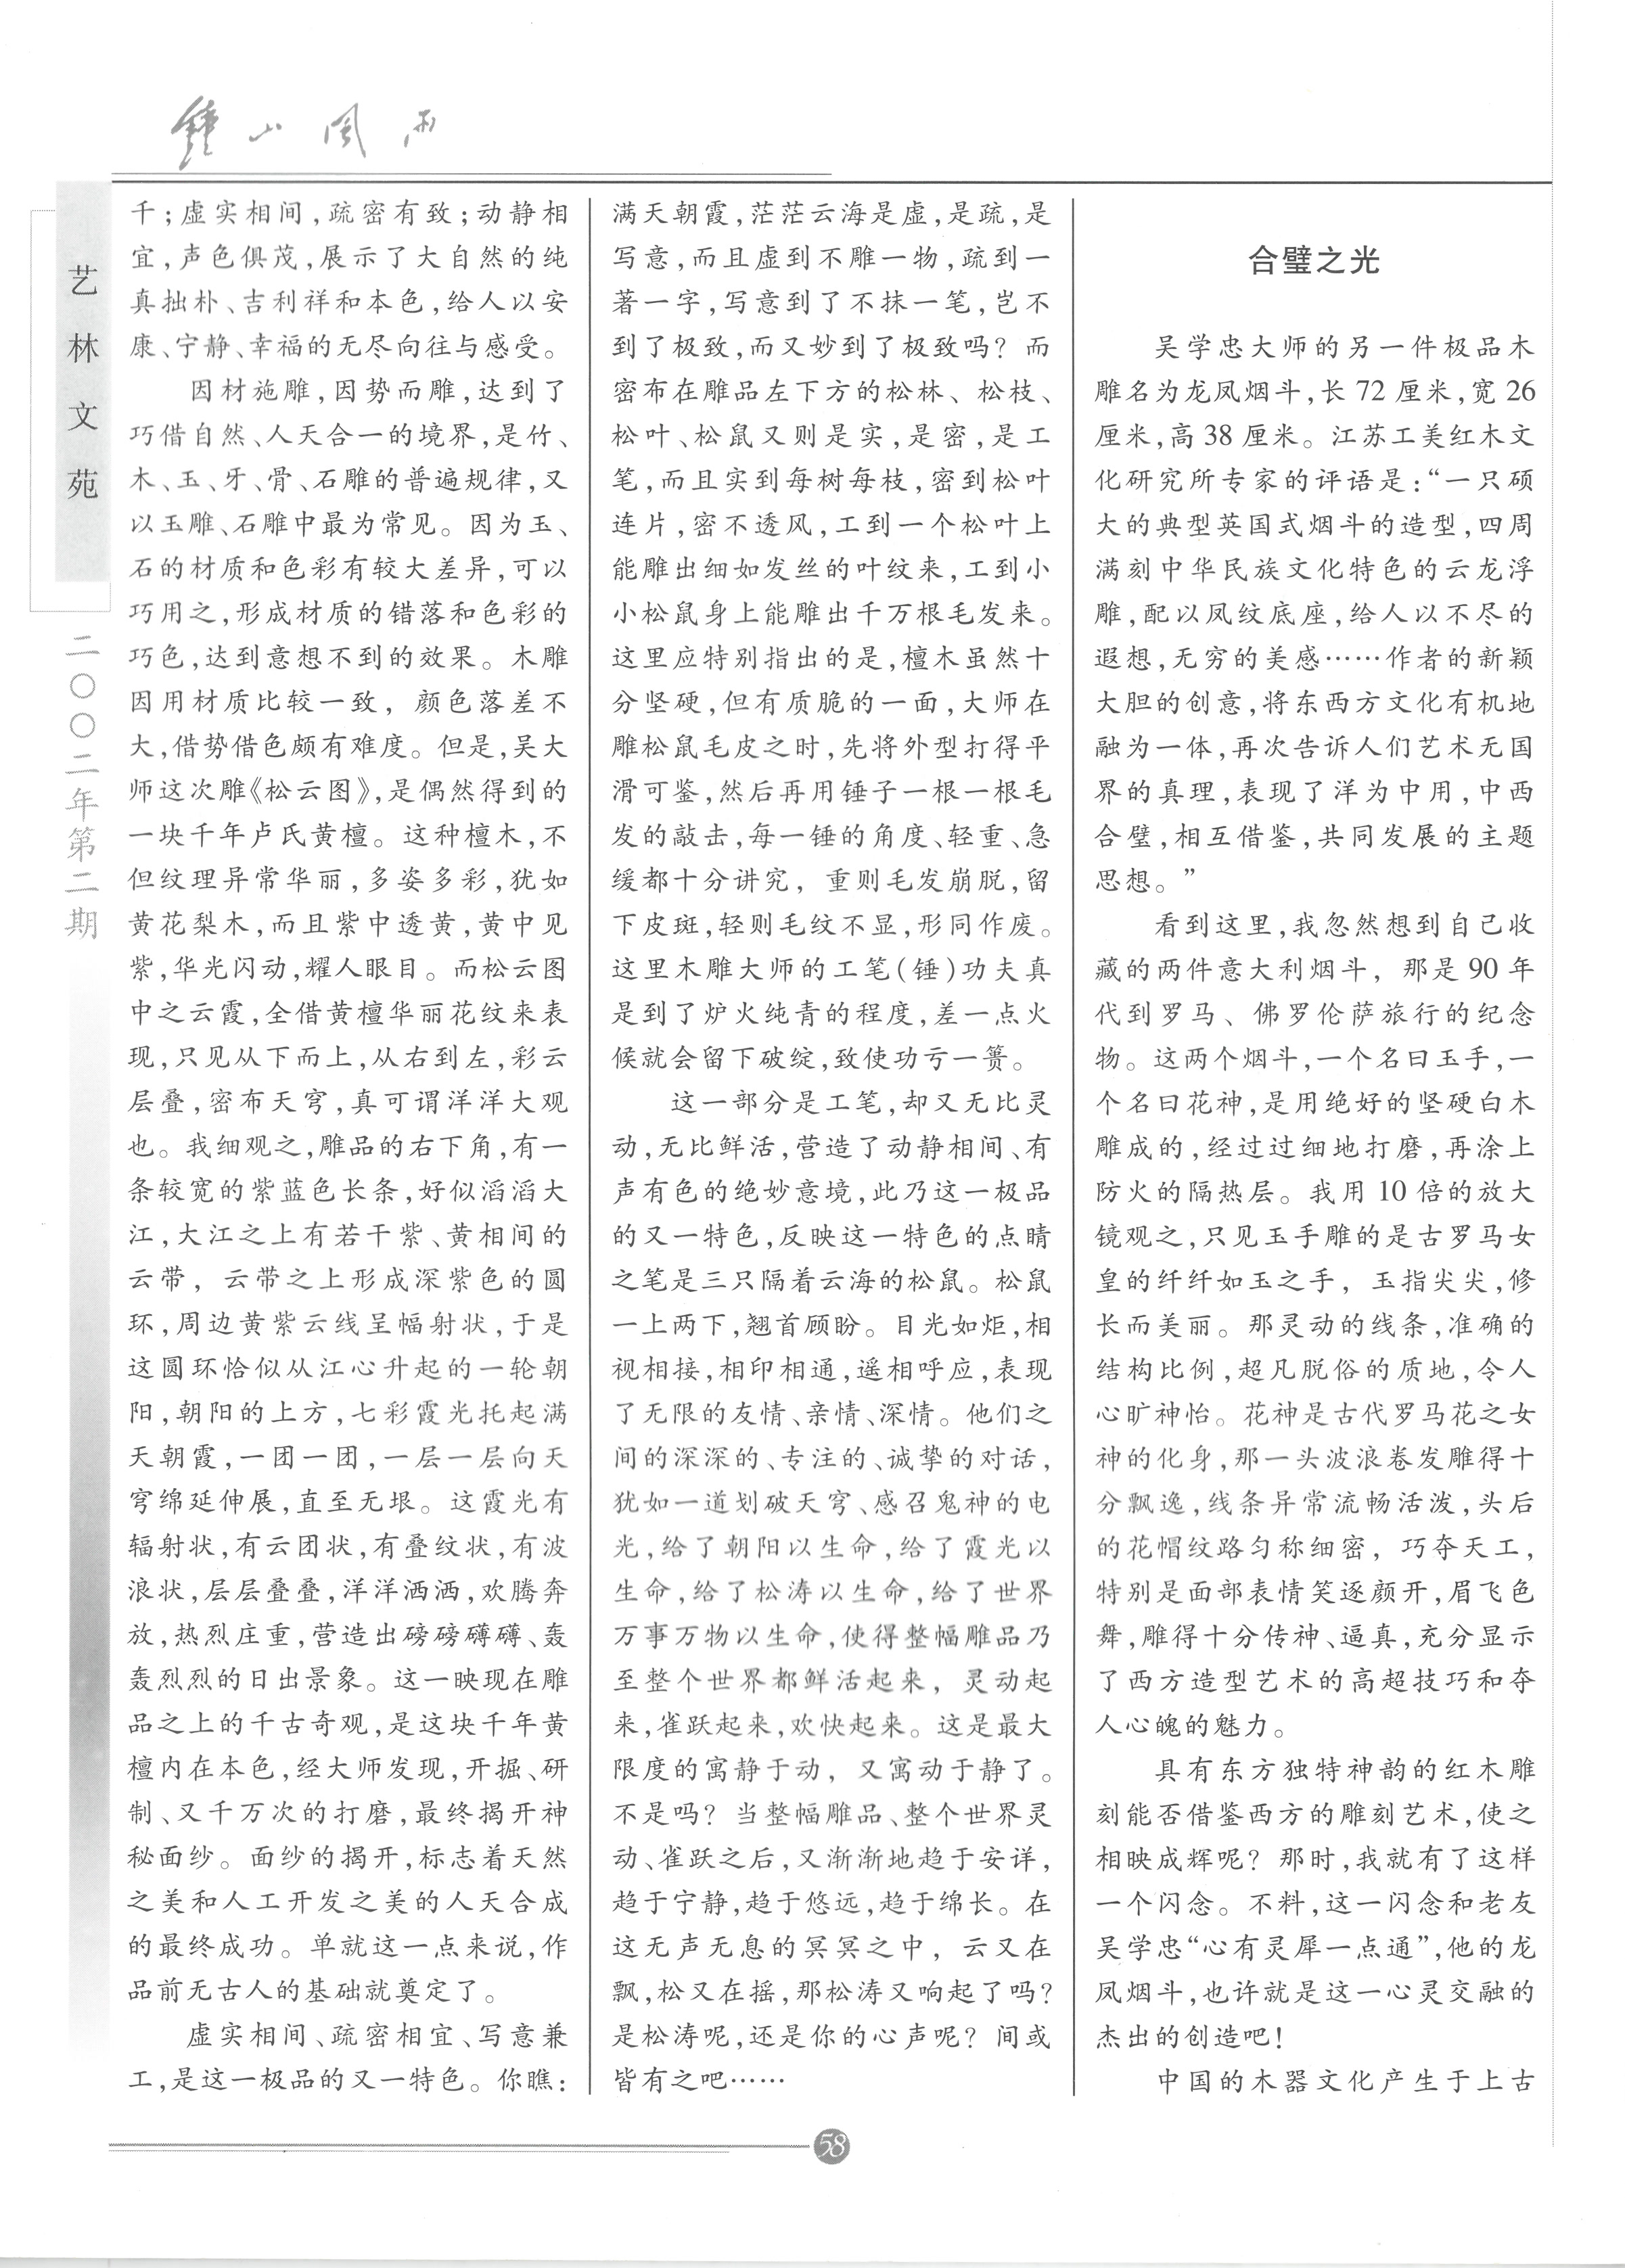 鍾山风雨
艺林文苑
二〇〇二年第二期
千；虚实相间，疏密有致；动静相
宜，声色俱茂，展示了大自然的纯
真拙朴、吉利祥和本色，给人以安
康、宁静、幸福的无尽向往与感受。
因材施雕，因势而雕，达到了
巧借自然、人天合一的境界，是竹、
木、玉、牙、骨、石雕的普遍规律，又
以玉雕、石雕中最为常见。因为玉、
石的材质和色彩有较大差异，可以
巧用之，形成材质的错落和色彩的
巧色，达到意想不到的效果。木雕
因用材质比较一致，颜色落差不
大，借势借色颇有难度。但是，吴大
师这次雕《松云图》，是偶然得到的
一块千年卢氏黄檀。这种檀木，不
但纹理异常华丽，多姿多彩，犹如
黄花梨木，而且紫中透黄，黄中见
紫，华光闪动，耀人眼目。而松云图
中之云霞，全借黄檀华丽花纹来表
现，只见从下而上，从右到左，彩云
层叠，密布天穹，真可谓洋洋大观
也。我细观之，雕品的右下角，有一
条较宽的紫蓝色长条，好似滔滔大
江，大江之上有若干紫、黄相间的
云带，云带之上形成深紫色的圆
环，周边黄紫云线呈幅射状，于是
这圆环恰似从江心升起的一轮朝
阳，朝阳的上方，七彩霞光托起满
天朝霞，一团一团，一层一层向天
穹绵延伸展，直至无垠。这霞光有
辐射状，有云团状，有叠纹状，有波
浪状，层层叠叠，洋洋洒洒，欢腾奔
放，热烈庄重，营造出磅磅礴礴、轰
轰烈烈的日出景象。这一映现在雕
品之上的千古奇观，是这块千年黄
檀内在本色，经大师发现，开掘、研
制、又千万次的打磨，最终揭开神
秘面纱。面纱的揭开，标志着天然
之美和人工开发之美的人天合成
的最终成功。单就这一点来说，作
品前无古人的基础就奠定了。
虚实相间、疏密相宜、写意兼
工，是这一极品的又一特色。你瞧：
满天朝霞，茫茫云海是虚，是疏，是
写意，而且虚到不雕一物，疏到一
著一字，写意到了不抹一笔，岂不
到了极致，而又妙到了极致吗？而
密布在雕品左下方的松林、松枝、
松叶、松鼠又则是实，是密，是工
笔，而且实到每树每枝，密到松叶
连片，密不透风，工到一个松叶上
能雕出细如发丝的叶纹来，工到小
小松鼠身上能雕出千万根毛发来。
这里应特别指出的是，檀木虽然十
分坚硬，但有质脆的一面，大师在
雕松鼠毛皮之时，先将外型打得平
滑可鉴，然后再用锤子一根一根毛
发的敲击，每一锤的角度、轻重、急
缓都十分讲究，重则毛发崩脱，留
下皮斑，轻则毛纹不显，形同作废。
这里木雕大师的工笔（锤）功夫真
是到了炉火纯青的程度，差一点火
候就会留下破绽，致使功亏一篑。
这一部分是工笔，却又无比灵
动，无比鲜活，营造了动静相间、有
声有色的绝妙意境，此乃这一极品
的又一特色，反映这一特色的点睛
之笔是三只隔着云海的松鼠。松鼠
一上两下，翘首顾盼。目光如炬，相
视相接，相印相通，遥相呼应，表现
了无限的友情、亲情、深情。他们之
间的深深的、专注的、诚挚的对话，
犹如一道划破天穹、感召鬼神的电
光，给了朝阳以生命，给了霞光以
生命，给了松涛以生命，给了世界
万事万物以生命，使得整幅雕品乃
至整个世界都鲜活起来，灵动起
来，雀跃起来，欢快起来。这是最大
限度的寓静于动，又寓动于静了。
不是吗？当整幅雕品、整个世界灵
动、雀跃之后，又渐渐地趋于安详，
趋于宁静，趋于悠远，趋于绵长。在
这无声无息的冥冥之中，云又在
飘，松又在摇，那松涛又响起了吗？
是松涛呢，还是你的心声呢？间或
皆有之吧……
合璧之光
吴学忠大师的另一件极品木
雕名为龙凤烟斗，长72厘米，宽26
厘米，高38厘米。江苏工美红木文
化研究所专家的评语是：“一只硕
大的典型英国式烟斗的造型，四周
满刻中华民族文化特色的云龙浮
雕，配以凤纹底座，给人以不尽的
遐想，无穷的美感……作者的新颖
大胆的创意，将东西方文化有机地
融为一体，再次告诉人们艺术无国
界的真理，表现了洋为中用，中西
合璧，相互借鉴，共同发展的主题
思想。”
看到这里，我忽然想到自己收
藏的两件意大利烟斗，那是90年
代到罗马、佛罗伦萨旅行的纪念
物。这两个烟斗，一个名曰玉手，一
个名曰花神，是用绝好的坚硬白木
雕成的，经过过细地打磨，再涂上
防火的隔热层。我用10倍的放大
镜观之，只见玉手雕的是古罗马女
皇的纤纤如玉之手，玉指尖尖，修
长而美丽。那灵动的线条，准确的
结构比例，超凡脱俗的质地，令人
心旷神怡。花神是古代罗马花之女
神的化身，那一头波浪卷发雕得十
分飘逸，线条异常流畅活泼，头后
的花帽纹路匀称细密，巧夺天工，
特别是面部表情笑逐颜开，眉飞色
舞，雕得十分传神、逼真，充分显示
了西方造型艺术的高超技巧和夺
人心魄的魅力。
具有东方独特神韵的红木雕
刻能否借鉴西方的雕刻艺术，使之
相映成辉呢？那时，我就有了这样
一个闪念。不料，这一闪念和老友
吴学忠“心有灵犀一点通”，他的龙
凤烟斗，也许就是这一心灵交融的
杰出的创造吧！
中国的木器文化产生于上古
58